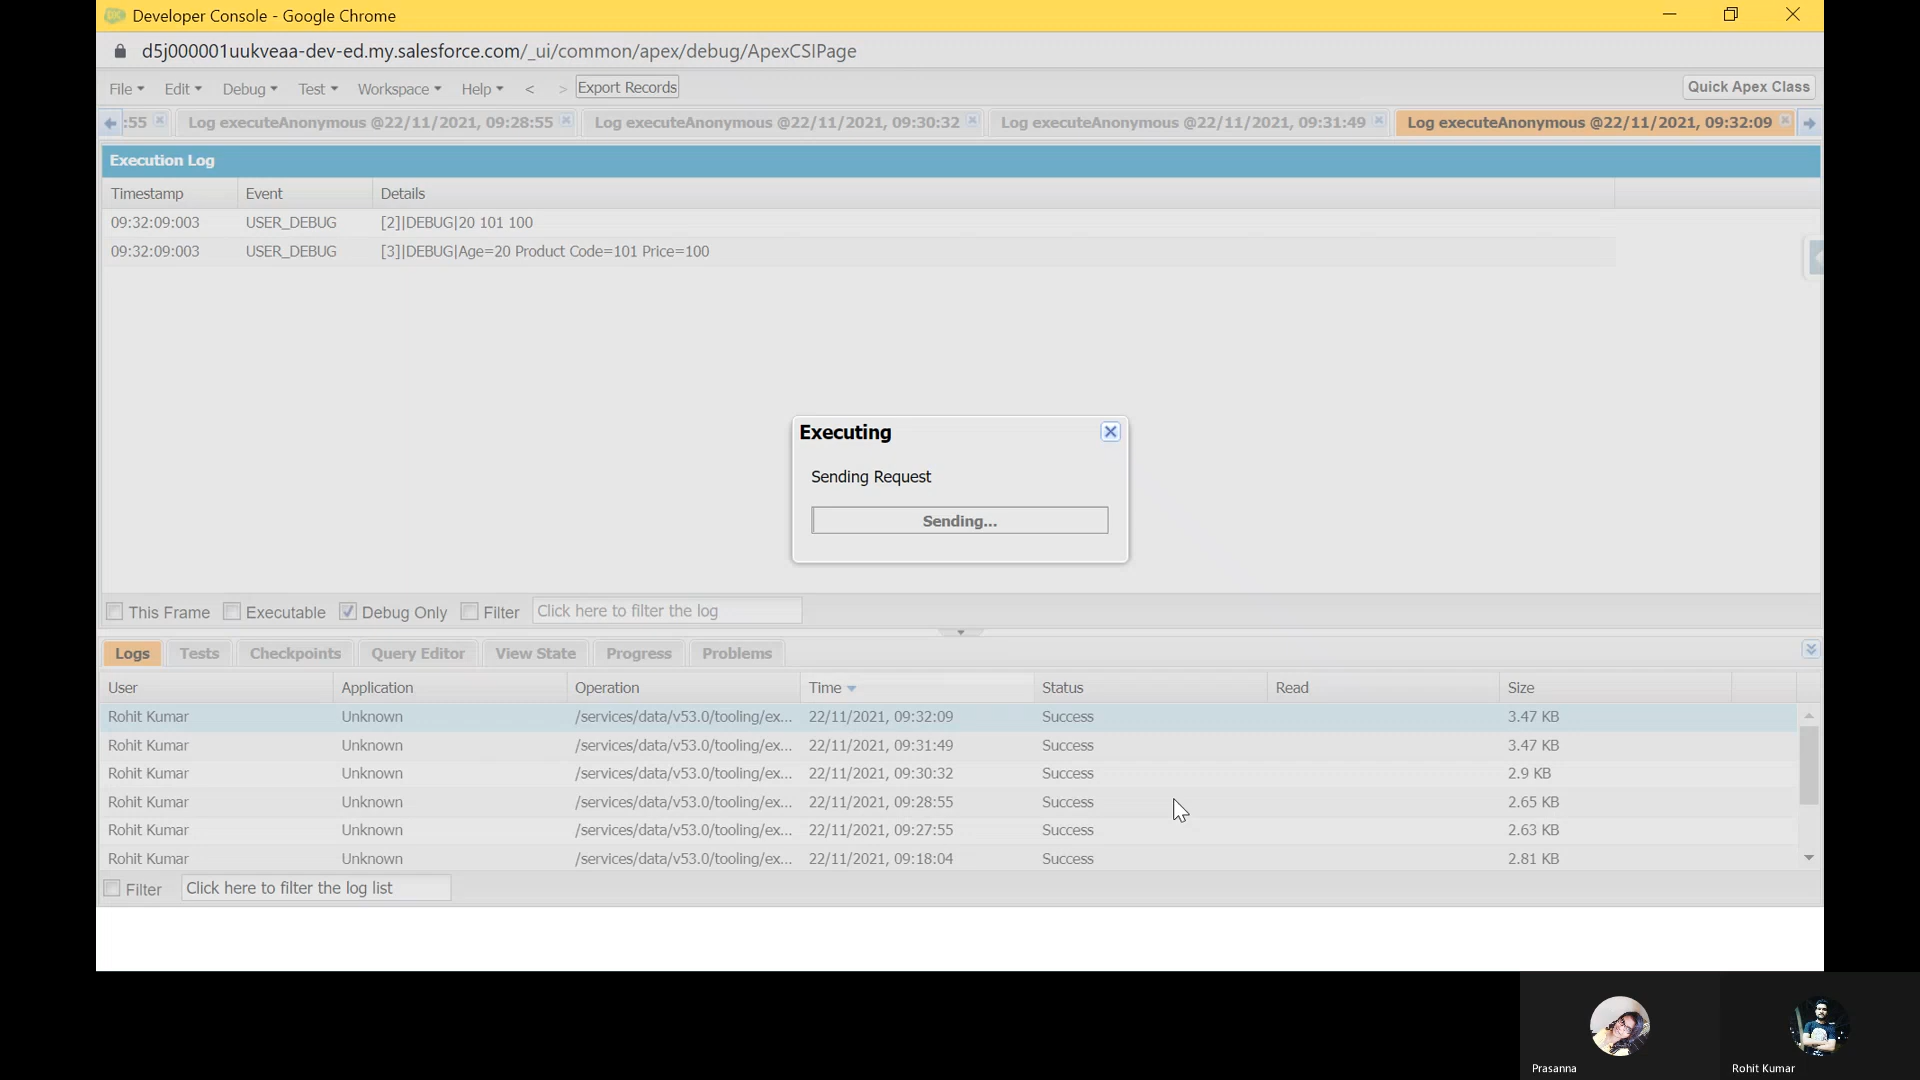 Developer Console - Google Chrome
d5j000001uukveaa-dev-ed.my.salesforce.com/_ui/common/apex/debug/ApexCSIPage
File Edit Debug Test Workspace Help < > Export Records Quick Apex Class
:55 Log executeAnonymous @22/11/2021, 09:28:55 Log executeAnonymous @22/11/2021, 09:30:32 Log executeAnonymous @22/11/2021, 09:31:49 Log executeAnonymous @22/11/2021, 09:32:09
Execution Log
Timestamp Event Details
09:32:09:003 USER_DEBUG [2]|DEBUG|20 101 100
09:32:09:003 USER_DEBUG [3]|DEBUG|Age=20 Product Code=101 Price=100
Executing
Sending Request
Sending...
This Frame Executable Debug Only Filter Click here to filter the log
Logs Tests Checkpoints Query Editor View State Progress Problems
User Application Operation Time Status Read Size
Rohit Kumar Unknown /services/data/v53.0/tooling/ex... 22/11/2021, 09:32:09 Success 3.47 KB
Rohit Kumar Unknown /services/data/v53.0/tooling/ex... 22/11/2021, 09:31:49 Success 3.47 KB
Rohit Kumar Unknown /services/data/v53.0/tooling/ex... 22/11/2021, 09:30:32 Success 2.9 KB
Rohit Kumar Unknown /services/data/v53.0/tooling/ex... 22/11/2021, 09:28:55 Success 2.65 KB
Rohit Kumar Unknown /services/data/v53.0/tooling/ex... 22/11/2021, 09:27:55 Success 2.63 KB
Rohit Kumar Unknown /services/data/v53.0/tooling/ex... 22/11/2021, 09:18:04 Success 2.81 KB
Filter Click here to filter the log list
Prasanna Rohit Kumar